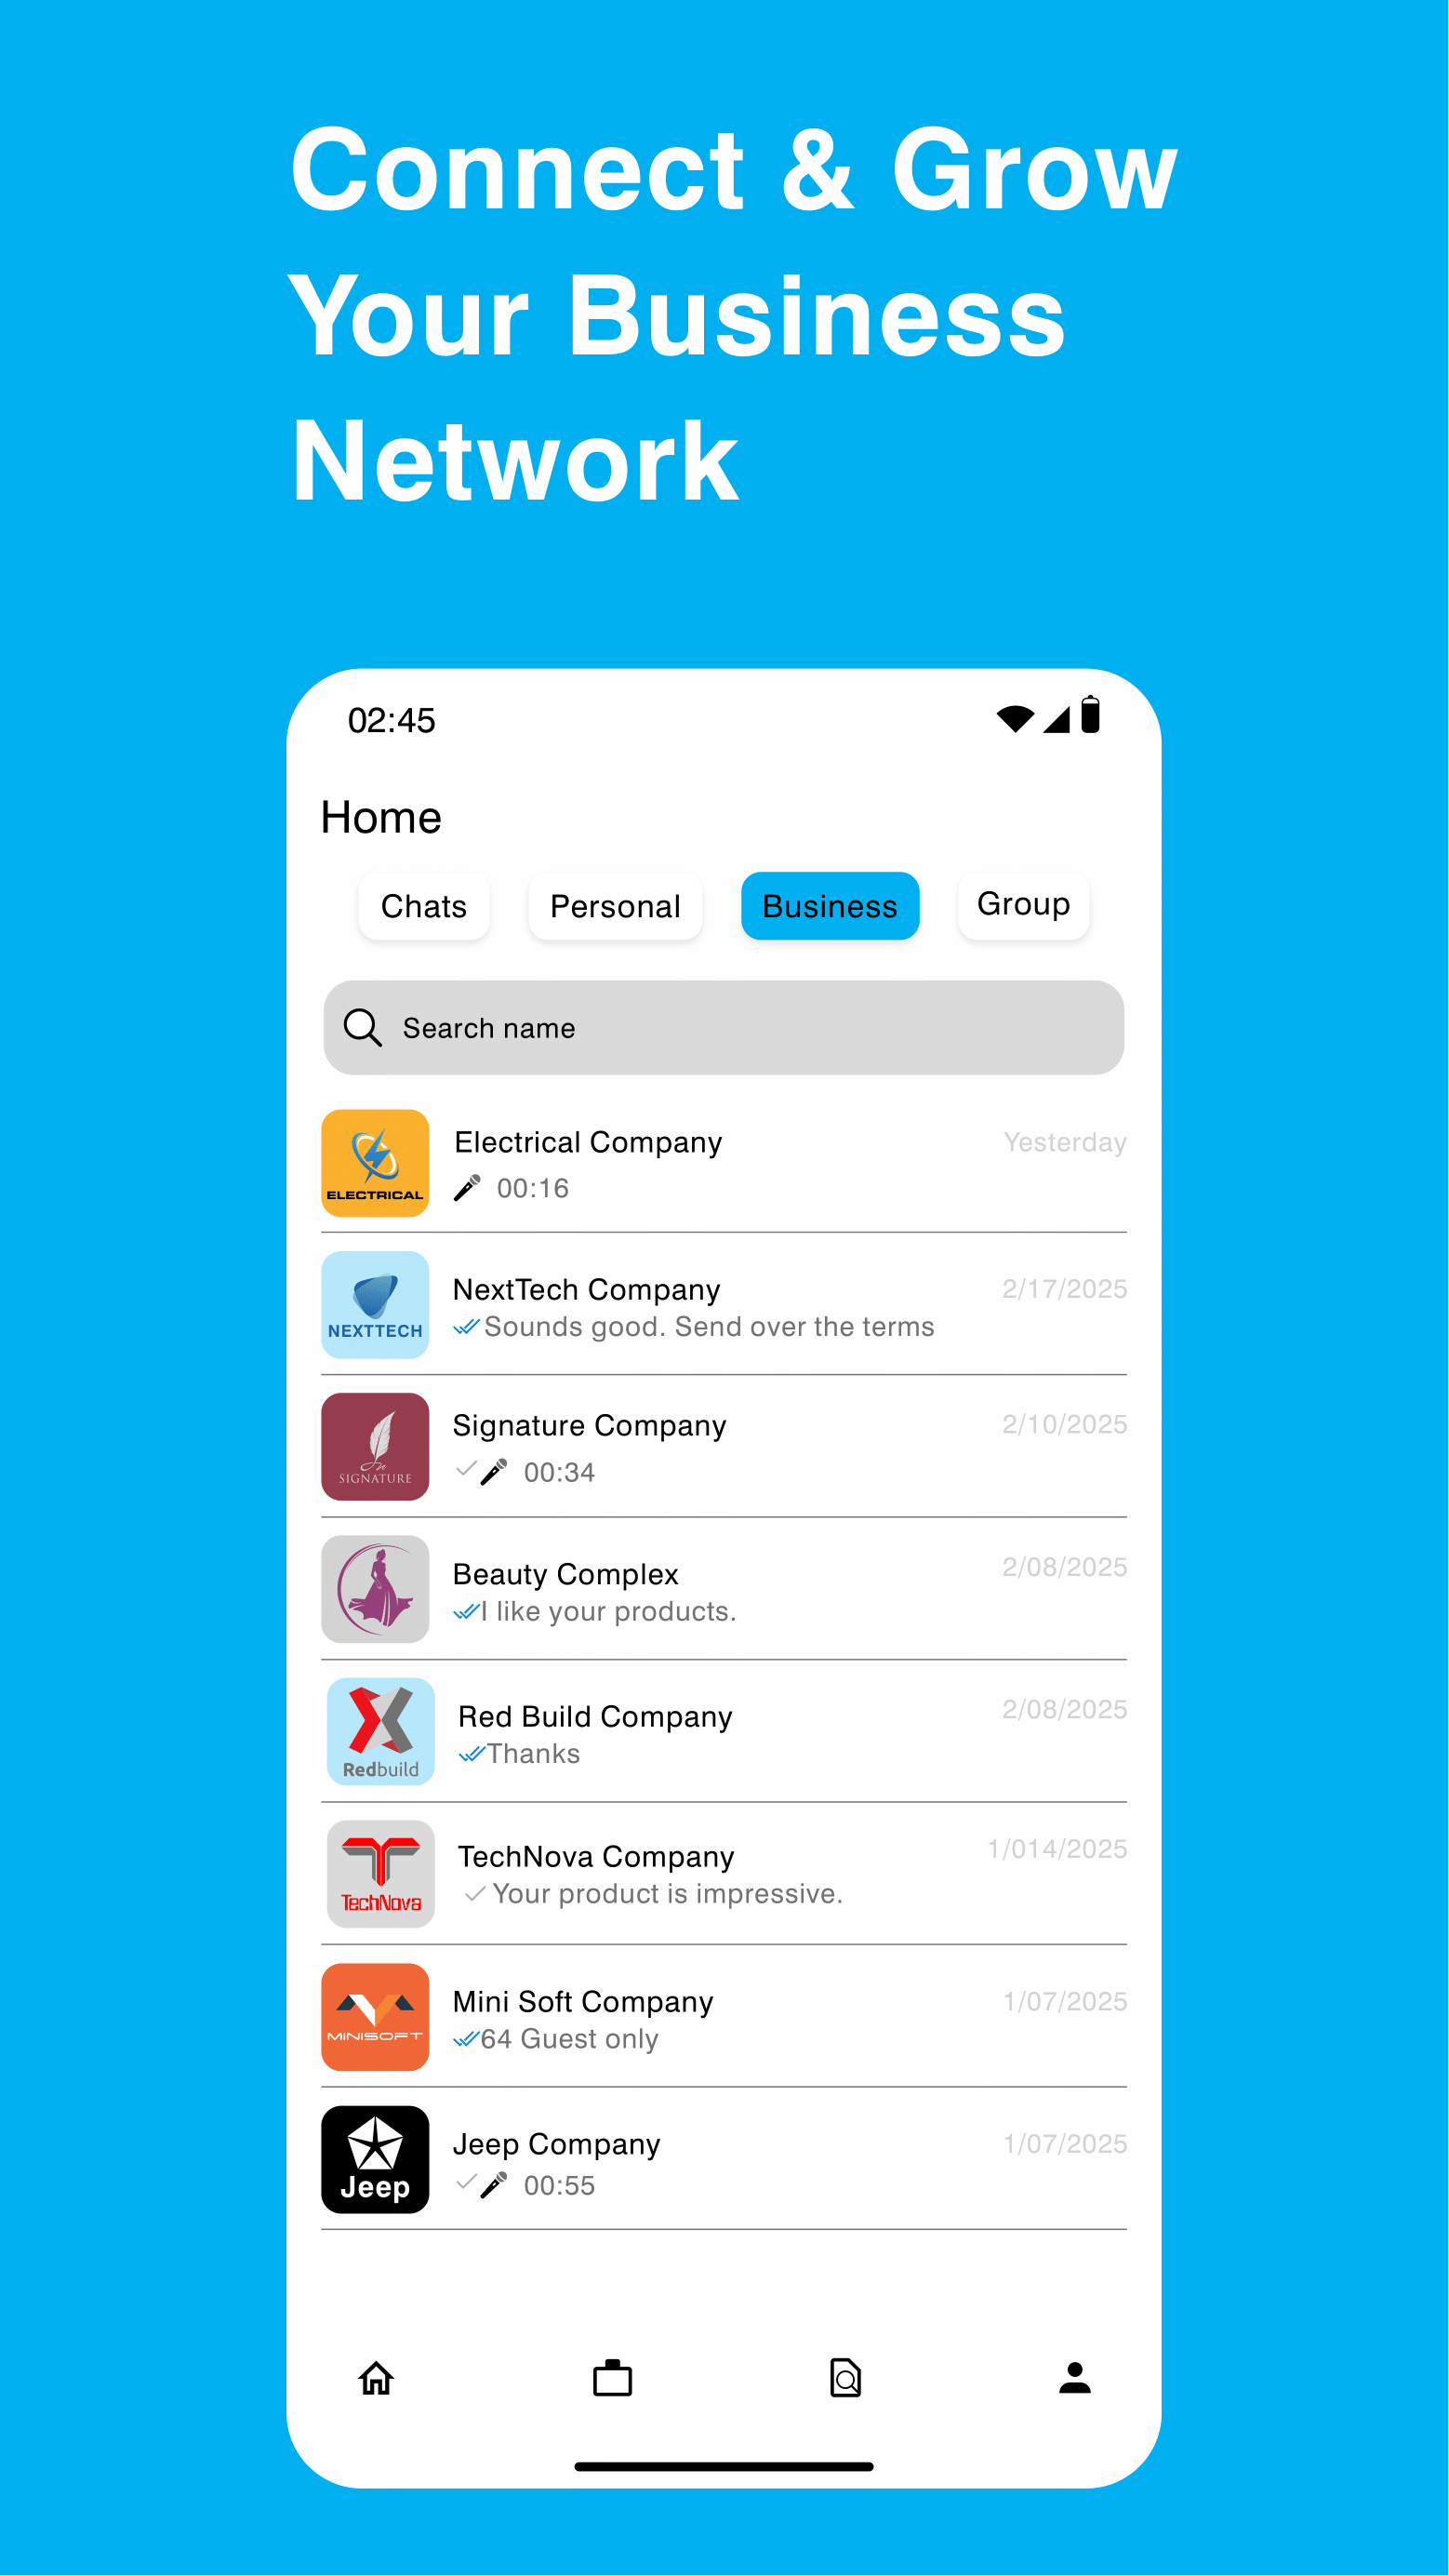 Connect & Grow
Your Business
Network
02:45
Home
Chats Personal Business Group
Search name
ELECTRICAL
Electrical Company Yesterday
00:16
NEXTTECH
NextTech Company 2/17/2025
Sounds good. Send over the terms
SIGNATURE
Signature Company 2/10/2025
00:34
Beauty Complex 2/08/2025
I like your products.
Redbuild
Red Build Company 2/08/2025
Thanks
TechNova
TechNova Company 1/014/2025
Your product is impressive.
MINISOFT
Mini Soft Company 1/07/2025
64 Guest only
Jeep
Jeep Company 1/07/2025
00:55